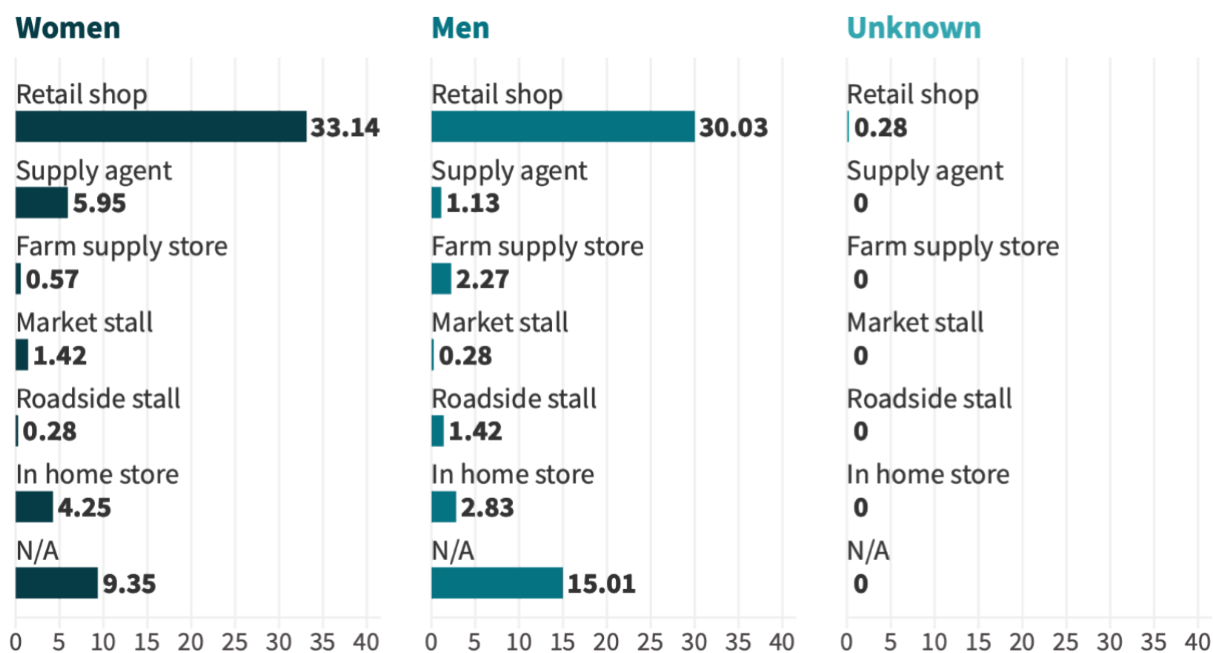 Women
Retail shop
33.14
Supply agent
5.95
Farm supply store
0.57
Market stall
1.42
Roadside stall
0.28
In home store
4.25
N/A
9.35
0 5 10 15 20 25 30 35 40
Men
Retail shop
30.03
Supply agent
1.13
Farm supply store
2.27
Market stall
0.28
Roadside stall
1.42
In home store
2.83
N/A
15.01
0 5 10 15 20 25 30 35 40
Unknown
Retail shop
0.28
Supply agent
0
Farm supply store
0
Market stall
0
Roadside stall
0
In home store
0
N/A
0
0 5 10 15 20 25 30 35 40